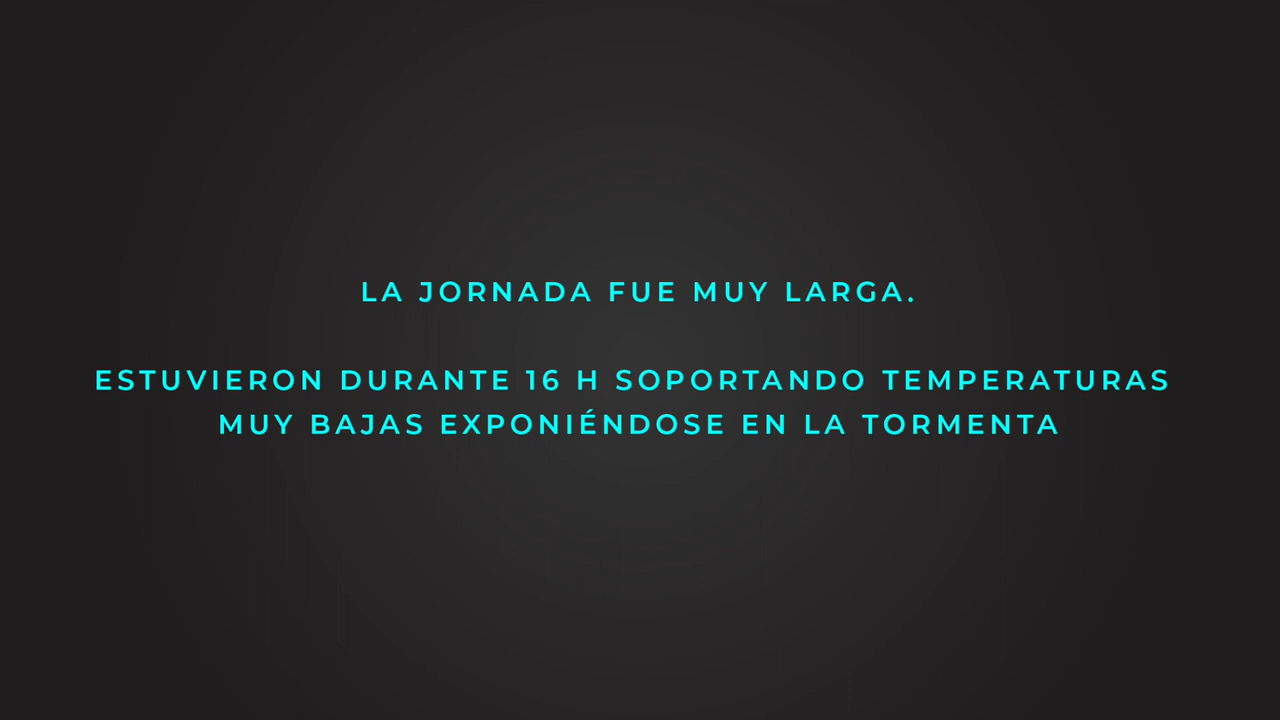 LA JORNADA FUE MUY LARGA.
ESTUVIERON DURANTE 16 H SOPORTANDO TEMPERATURAS
MUY BAJAS EXPONIÉNDOSE EN LA TORMENTA